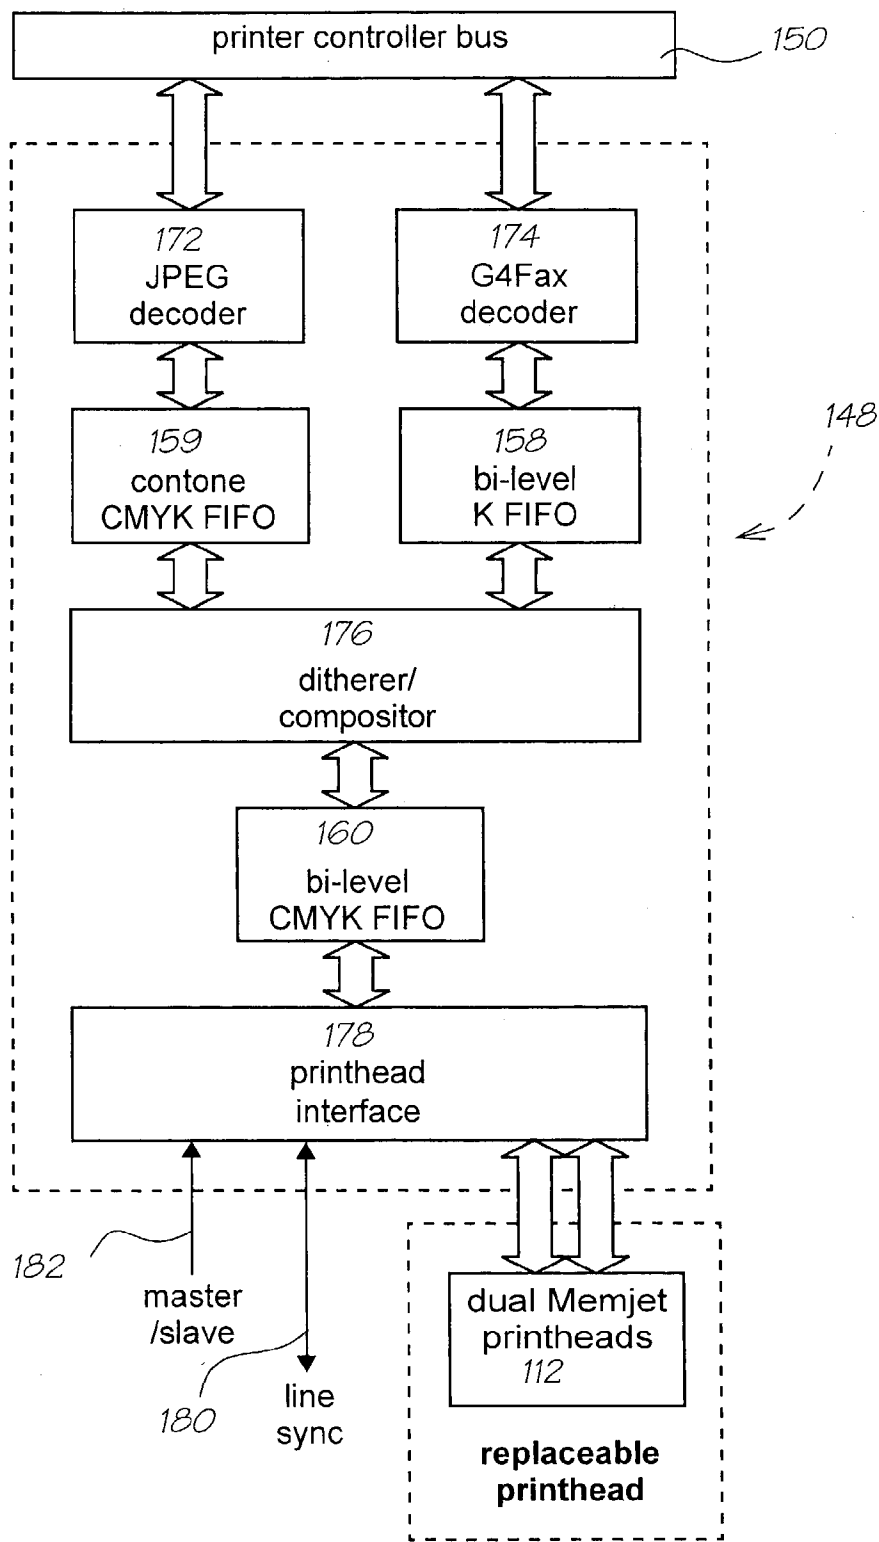 printer controller bus
150
172
JPEG
decoder
174
G4Fax
decoder
148
159
contone
CMYK FIFO
158
bi-level
K FIFO
176
ditherer/
compositor
160
bi-level
CMYK FIFO
178
printhead
interface
182
master
/slave
180
line
sync
dual Memjet
printheads
112
replaceable
printhead